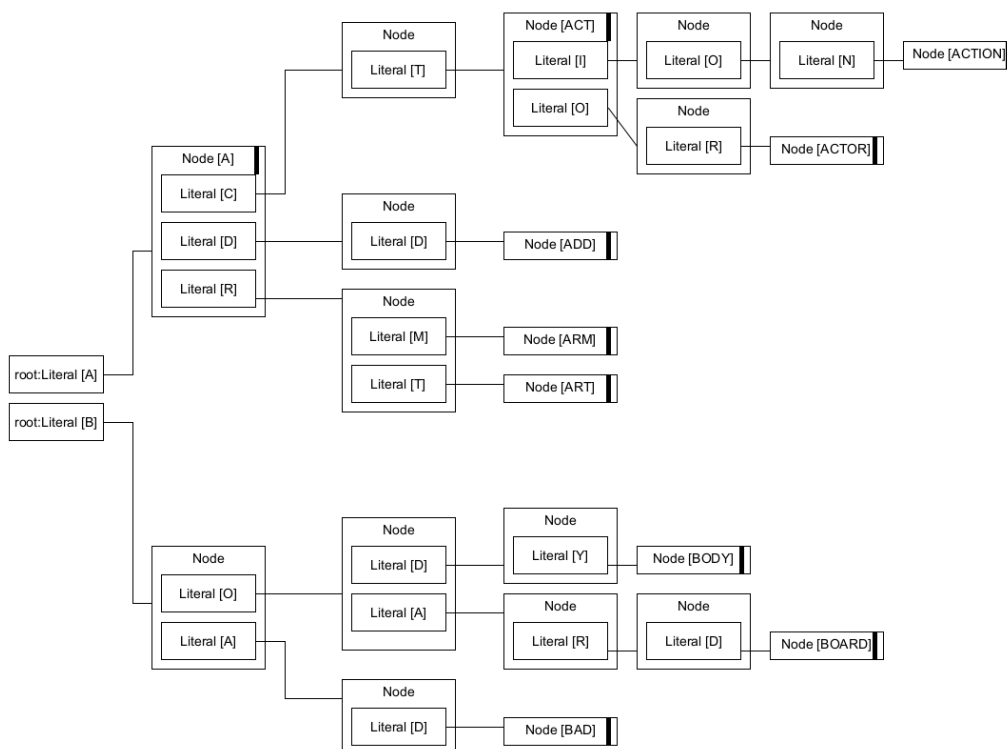 Node
Literal [T]
Node [ACT]
Literal [I]
Literal [O]
Node
Literal [O]
Node
Literal [N]
Node [ACTION]
Node
Literal [R]
Node [ACTOR]
Node [A]
Literal [C]
Literal [D]
Literal [R]
Node
Literal [D]
Node [ADD]
Node
Literal [M]
Literal [T]
Node [ARM]
Node [ART]
root:Literal [A]
root:Literal [B]
Node
Literal [O]
Literal [A]
Node
Literal [D]
Literal [A]
Node
Literal [Y]
Node [BODY]
Node
Literal [R]
Node
Literal [D]
Node [BOARD]
Node
Literal [D]
Node [BAD]